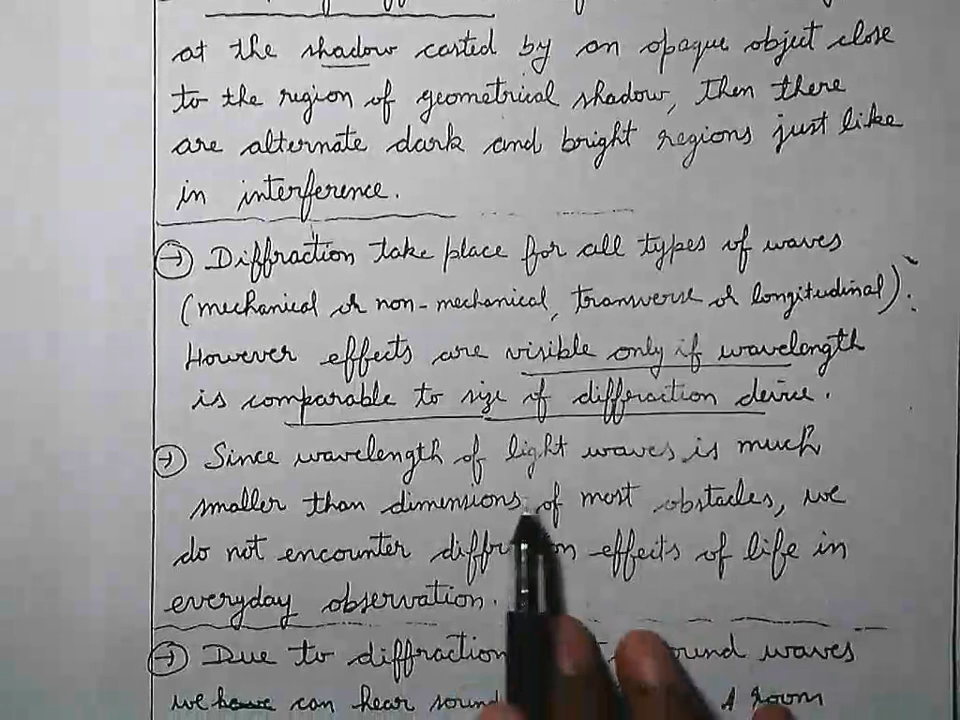 at the shadow casted by an opaque object close
to the region of geometrical shadow, then there
are alternate dark and bright regions just like
in interference.
→ Diffraction take place for all types of waves
(mechanical or non-mechanical, transverse or longitudinal).
However effects are visible only if wavelength
is comparable to size of diffraction deivce.
→ Since wavelength of light waves is much
smaller than dimensions of most obstacles, we
do not encounter effects of life in
everyday observation.
→ Due to diffraction waves
we can hear room